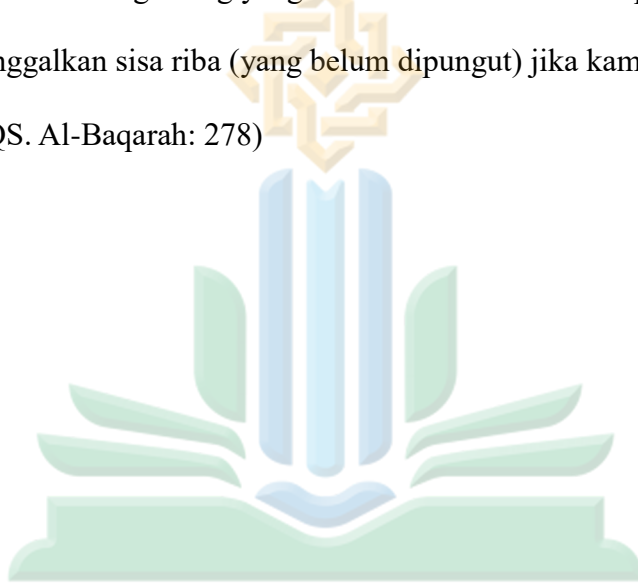 nggalkan sisa riba (yang belum dipungut) jika kam
QS. Al-Baqarah: 278)